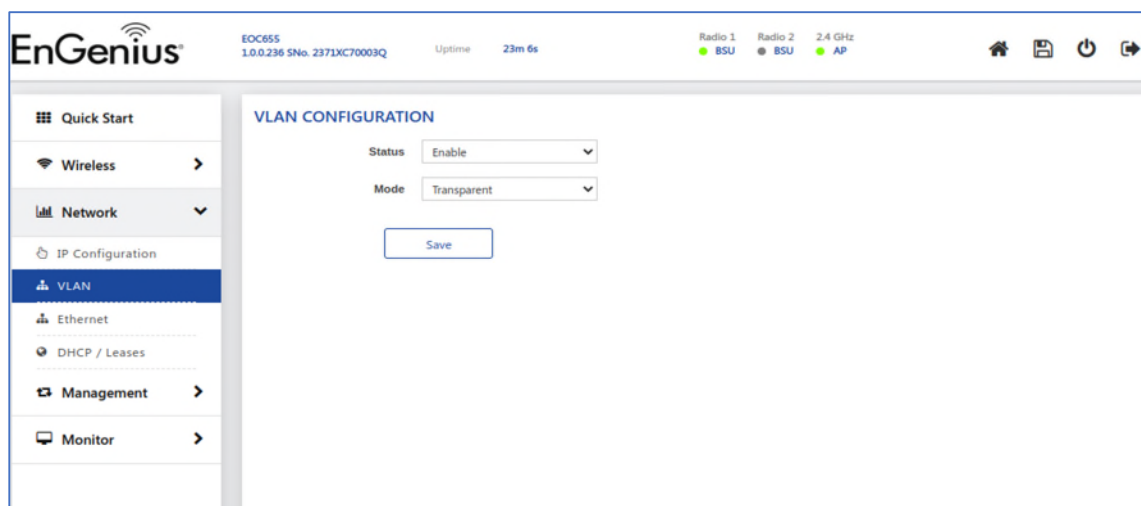 EnGenius
EOC655
1.0.0.236 SNo. 2371XC70003Q
Uptime 23m 6s
Radio 1 Radio 2 2.4 GHz
BSU BSU AP
Quick Start
Wireless
Network
IP Configuration
VLAN
Ethernet
DHCP / Leases
Management
Monitor
VLAN CONFIGURATION
Status Enable
Mode Transparent
Save